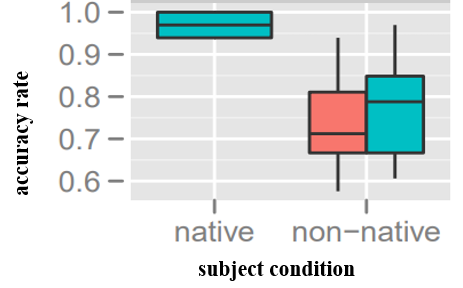 accuracy rate
1.0
0.9
0.8
0.7
0.6
native non−native
subject condition